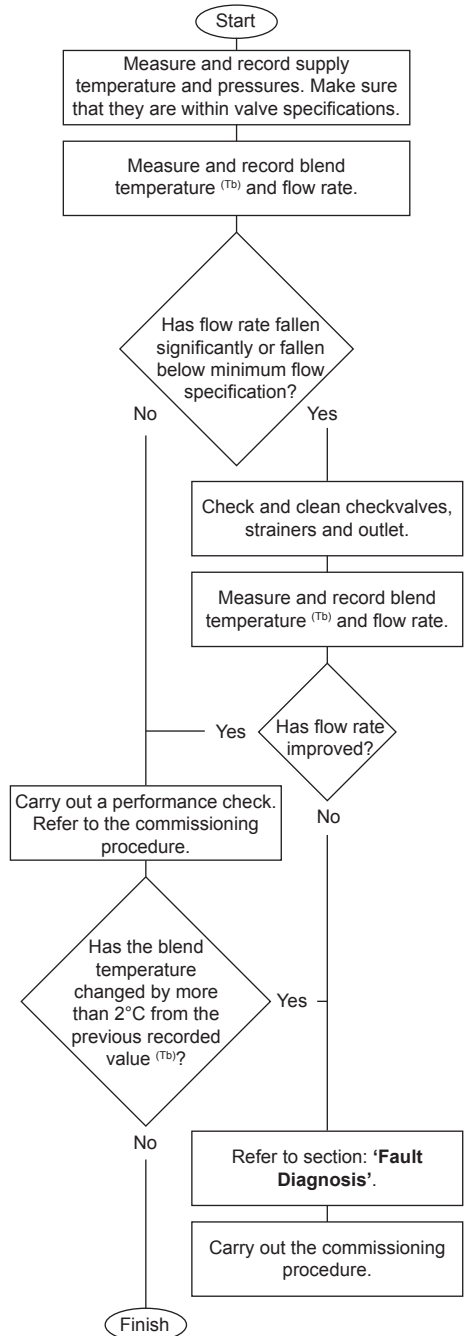 Start
Measure and record supply
temperature and pressures. Make sure
that they are within valve specifications.
Measure and record blend
temperature (Tb) and flow rate.
Has flow rate fallen
significantly or fallen
below minimum flow
specification?
No
Yes
Check and clean checkvalves,
strainers and outlet.
Measure and record blend
temperature (Tb) and flow rate.
Has flow rate
improved?
Yes
No
Carry out a performance check.
Refer to the commissioning
procedure.
Has the blend
temperature
changed by more
than 2°C from the
previous recorded
value (Tb)?
Yes
No
Refer to section: ‘Fault
Diagnosis’.
Carry out the commissioning
procedure.
Finish